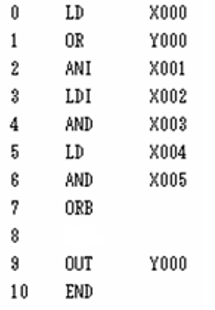 0 LD X000
1 OR Y000
2 ANI X001
3 LDI X002
4 AND X003
5 LD X004
6 AND X005
7 ORB
8
9 OUT Y000
10 END